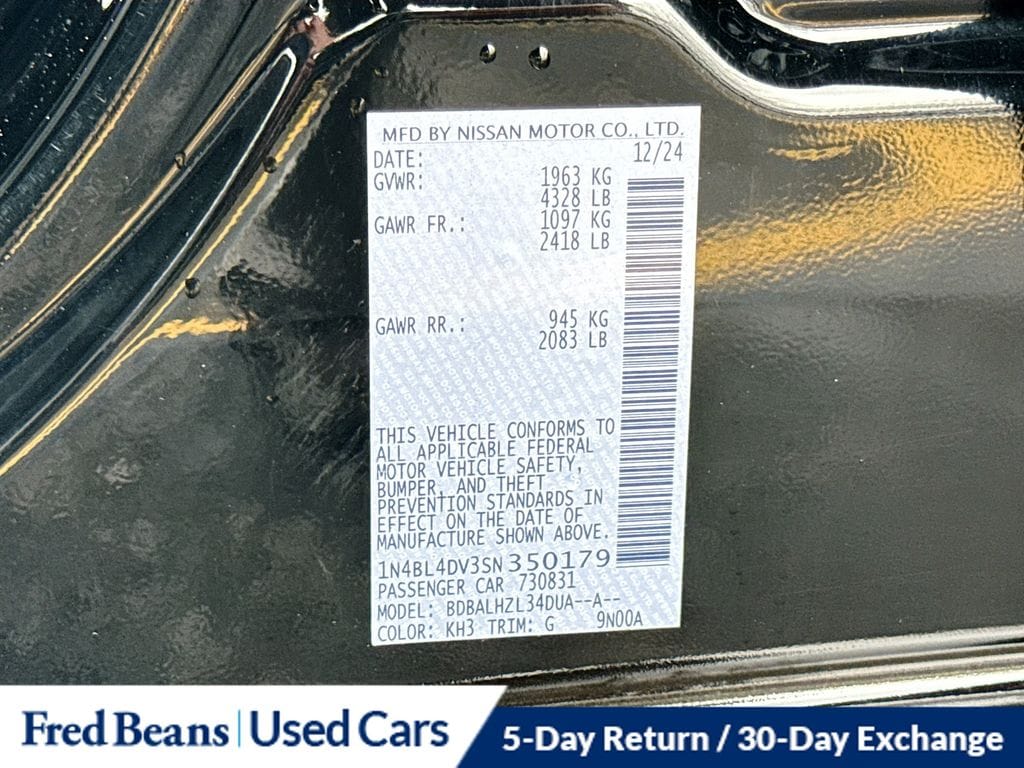 MFD BY NISSAN MOTOR CO., LTD.
DATE: 12/24
GVWR: 1963 KG
4328 LB
GAWR FR.: 1097 KG
2418 LB
GAWR RR.: 945 KG
2083 LB
THIS VEHICLE CONFORMS TO
ALL APPLICABLE FEDERAL
MOTOR VEHICLE SAFETY,
BUMPER, AND THEFT
PREVENTION STANDARDS IN
EFFECT ON THE DATE OF
MANUFACTURE SHOWN ABOVE.
1N4BL4DV3SN350179
PASSENGER CAR 730831
MODEL: BDBALHZL34DUA--A--
COLOR: KH3 TRIM: G 9N00A
Fred Beans | Used Cars
5-Day Return / 30-Day Exchange